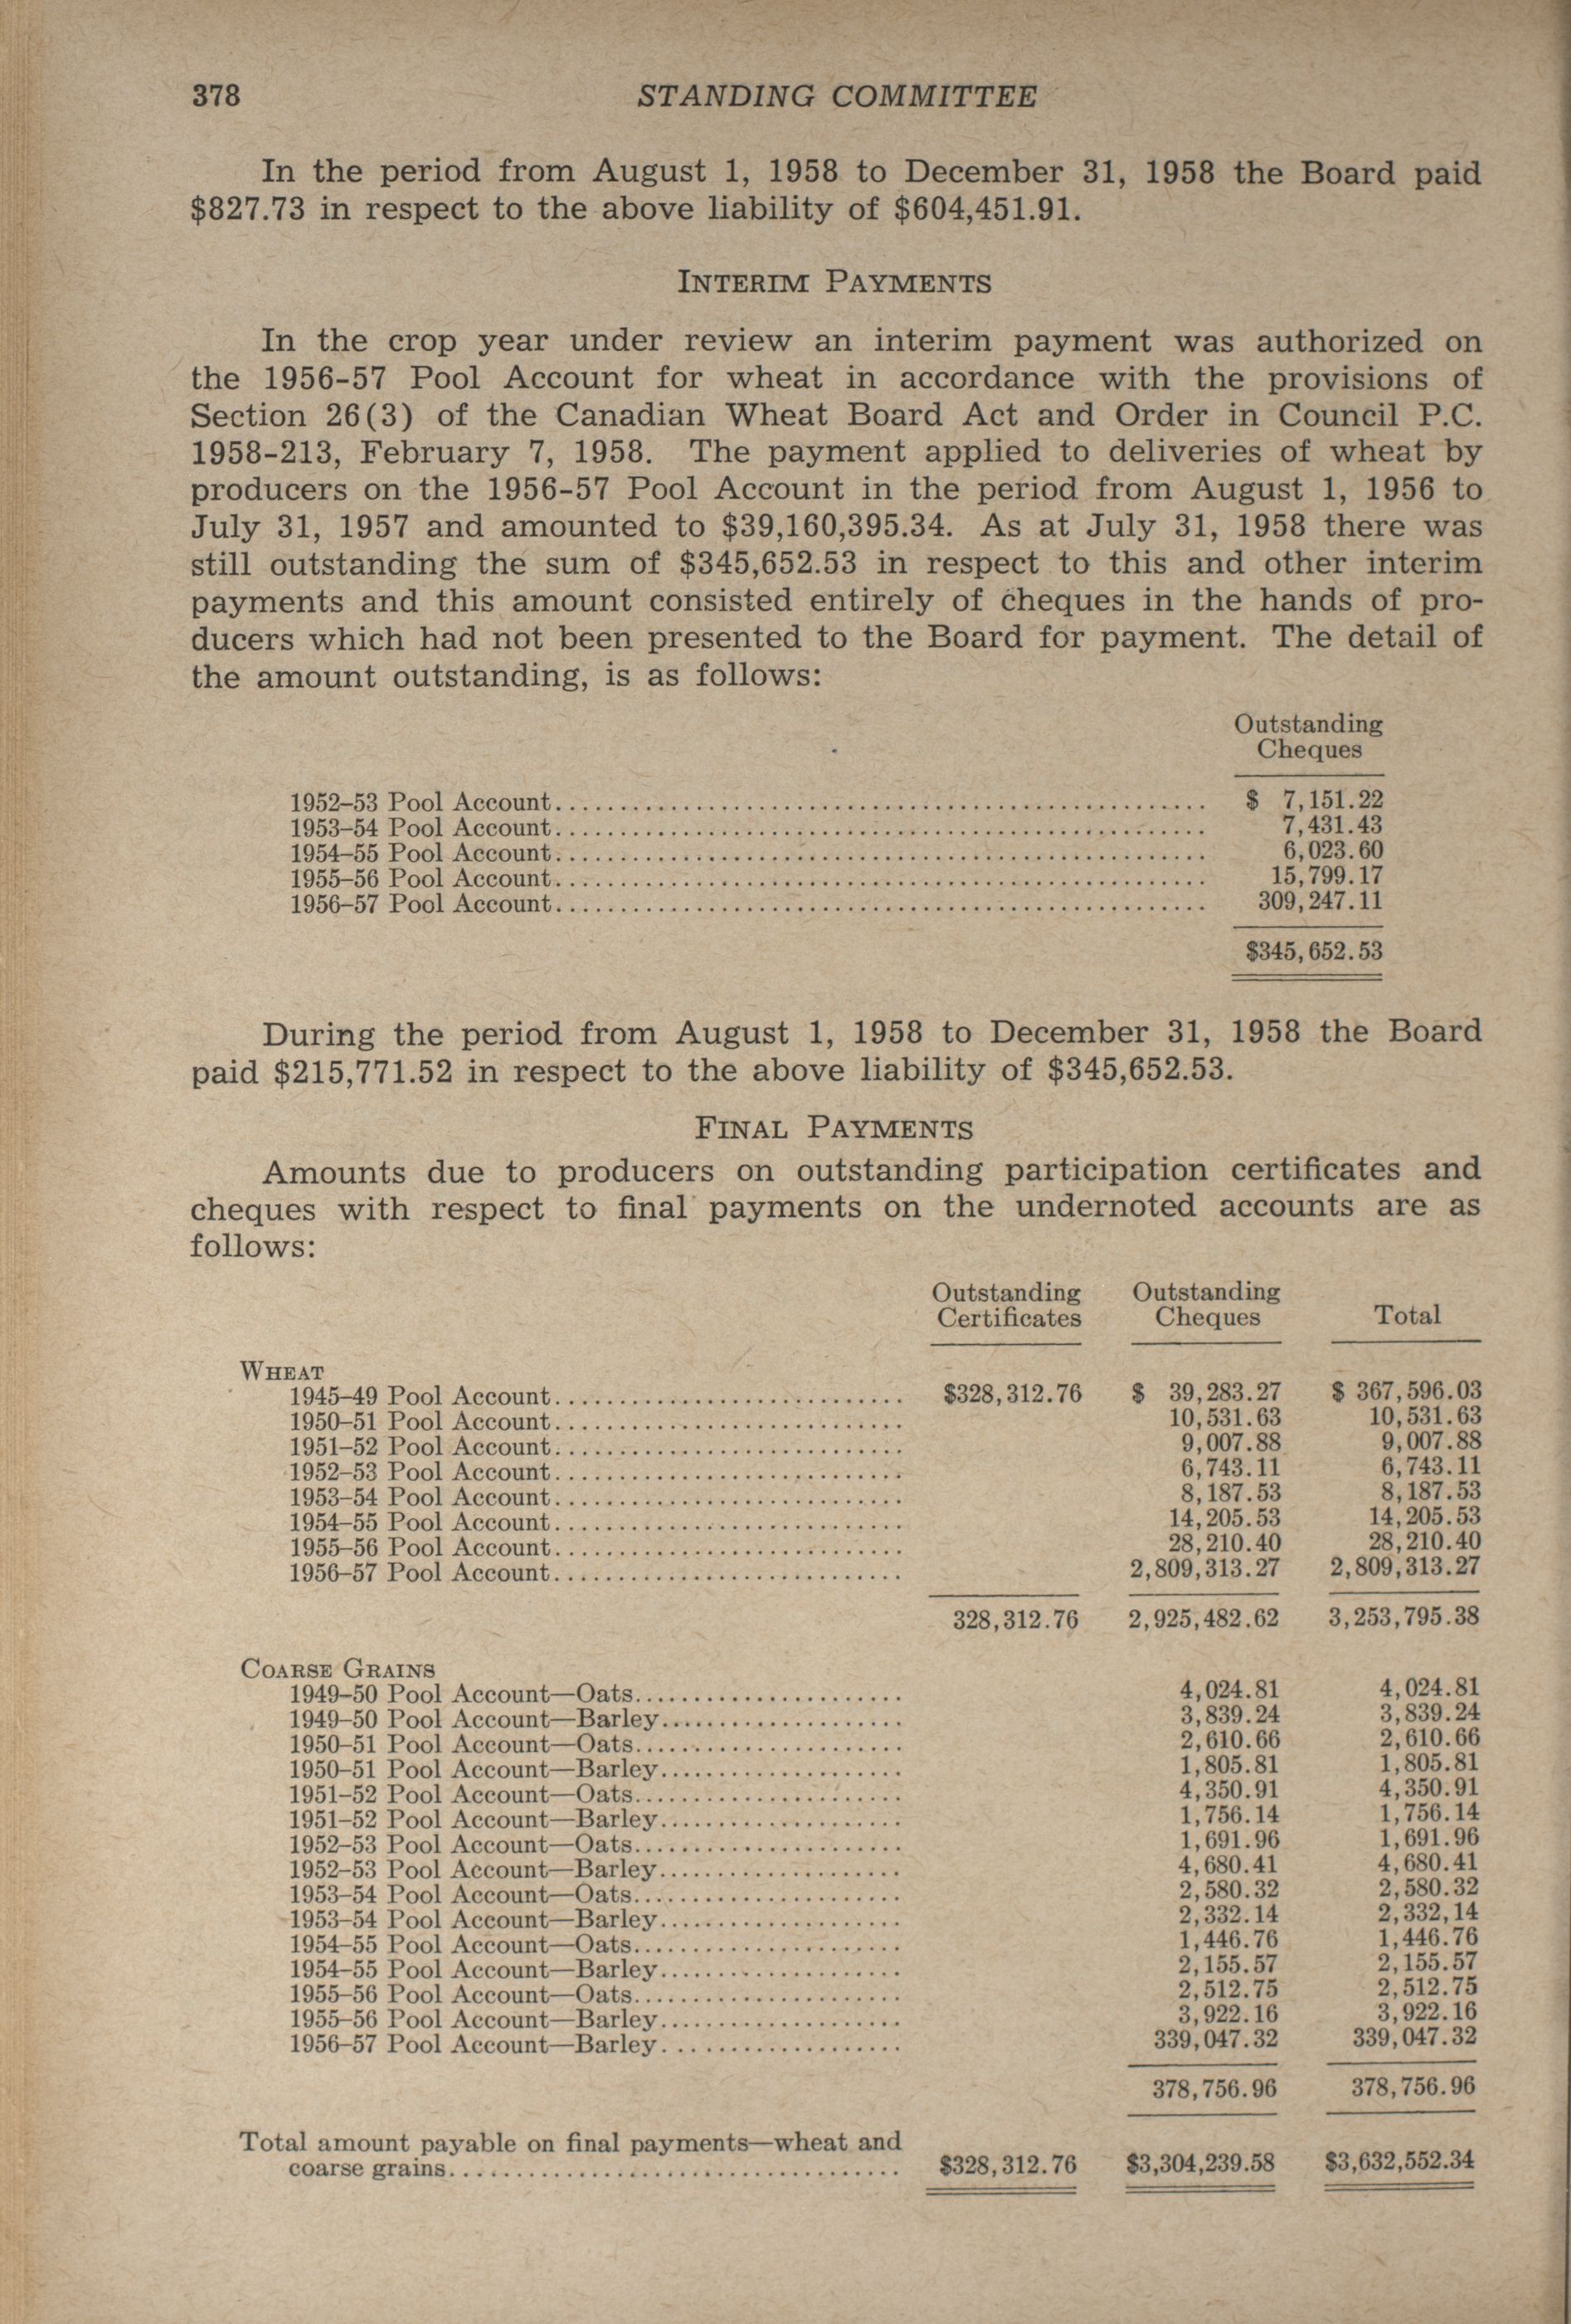 378 STANDING COMMITTEE
In the period from August 1, 1958 to December 31, 1958 the Board paid
$827.73 in respect to the above liability of $604,451.91.
INTERIM PAYMENTS
In the crop year under review an interim payment was authorized on
the 1956-57 Pool Account for wheat in accordance with the provisions of
Section 26(3) of the Canadian Wheat Board Act and Order in Council P.C.
1958-213, February 7, 1958. The payment applied to deliveries of wheat by
producers on the 1956-57 Pool Account in the period from August 1, 1956 to
July 31, 1957 and amounted to $39,160,395.34. As at July 31, 1958 there was
still outstanding the sum of $345,652.53 in respect to this and other interim
payments and this amount consisted entirely of cheques in the hands of pro-
ducers which had not been presented to the Board for payment. The detail of
the amount outstanding, is as follows:
Outstanding
Cheques
1952–53 Pool Account.......... $ 7,151.22
1953–54 Pool Account.......... 7,431.43
1954–55 Pool Account.......... 6,023.60
1955–56 Pool Account.......... 15,799.17
1956–57 Pool Account.......... 309,247.11
$345,652.53
During the period from August 1, 1958 to December 31, 1958 the Board
paid $215,771.52 in respect to the above liability of $345,652.53.
FINAL PAYMENTS
Amounts due to producers on outstanding participation certificates and
cheques with respect to final payments on the undernoted accounts are as
follows:
Outstanding Outstanding
Certificates Cheques Total
WHEAT
1945–49 Pool Account.......... $328,312.76 $ 39,283.27 $ 367,596.03
1950–51 Pool Account.......... 10,531.63 10,531.63
1951–52 Pool Account.......... 9,007.88 9,007.88
1952–53 Pool Account.......... 6,743.11 6,743.11
1953–54 Pool Account.......... 8,187.53 8,187.53
1954–55 Pool Account.......... 14,205.53 14,205.53
1955–56 Pool Account.......... 28,210.40 28,210.40
1956–57 Pool Account.......... 2,809,313.27 2,809,313.27
328,312.76 2,925,482.62 3,253,795.38
COARSE GRAINS
1949–50 Pool Account—Oats.......... 4,024.81 4,024.81
1949–50 Pool Account—Barley.......... 3,839.24 3,839.24
1950–51 Pool Account—Oats.......... 2,610.66 2,610.66
1950–51 Pool Account—Barley.......... 1,805.81 1,805.81
1951–52 Pool Account—Oats.......... 4,350.91 4,350.91
1951–52 Pool Account—Barley.......... 1,756.14 1,756.14
1952–53 Pool Account—Oats.......... 1,691.96 1,691.96
1952–53 Pool Account—Barley.......... 4,680.41 4,680.41
1953–54 Pool Account—Oats.......... 2,580.32 2,580.32
1953–54 Pool Account—Barley.......... 2,332.14 2,332,14
1954–55 Pool Account—Oats.......... 1,446.76 1,446.76
1954–55 Pool Account—Barley.......... 2,155.57 2,155.57
1955–56 Pool Account—Oats.......... 2,512.75 2,512.75
1955–56 Pool Account—Barley.......... 3,922.16 3,922.16
1956–57 Pool Account—Barley.......... 339,047.32 339,047.32
378,756.96 378,756.96
Total amount payable on final payments—wheat and
coarse grains.......... $328,312.76 $3,304,239.58 $3,632,552.34